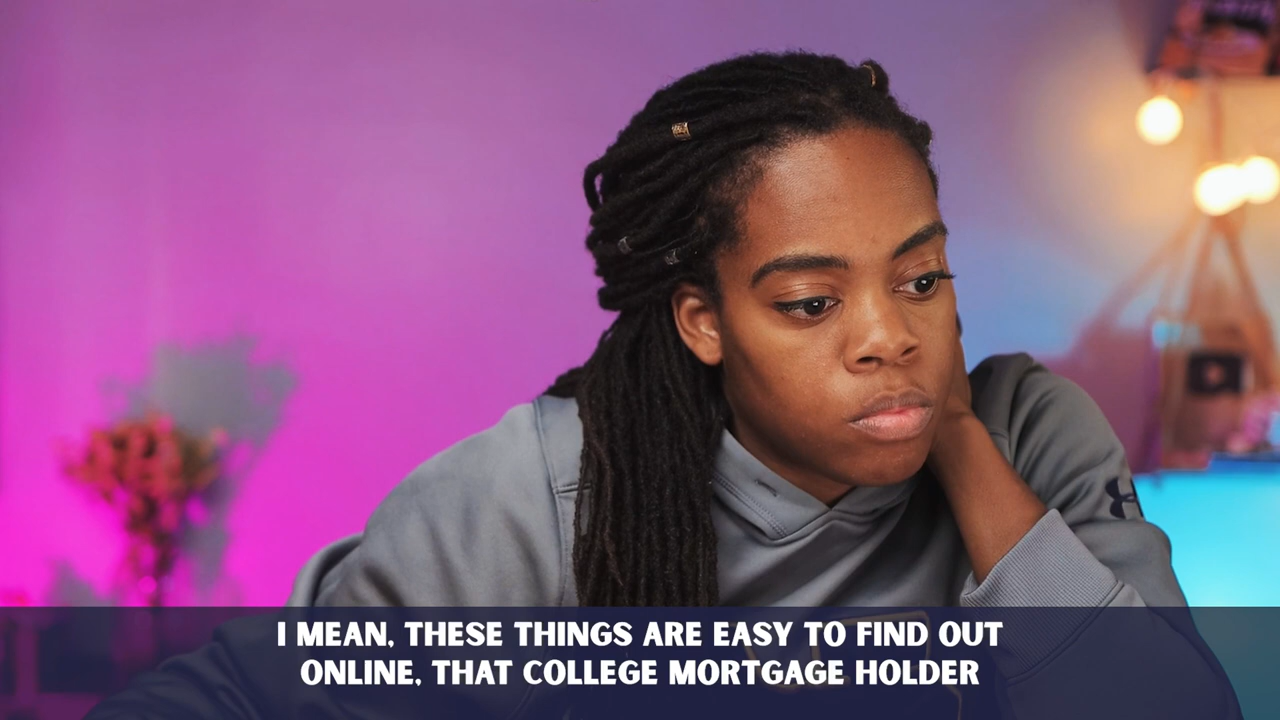 I MEAN, THESE THINGS ARE EASY TO FIND OUT
ONLINE, THAT COLLEGE MORTGAGE HOLDER